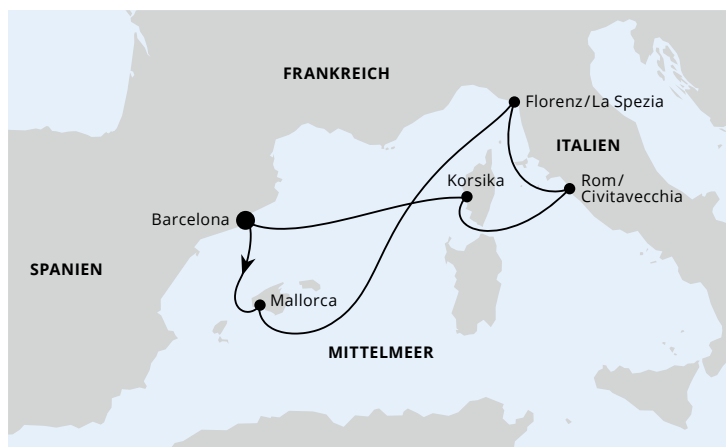 FRANKREICH
Florenz/La Spezia
ITALIEN
Korsika
Rom/
Civitavecchia
Barcelona
SPANIEN
Mallorca
MITTELMEER